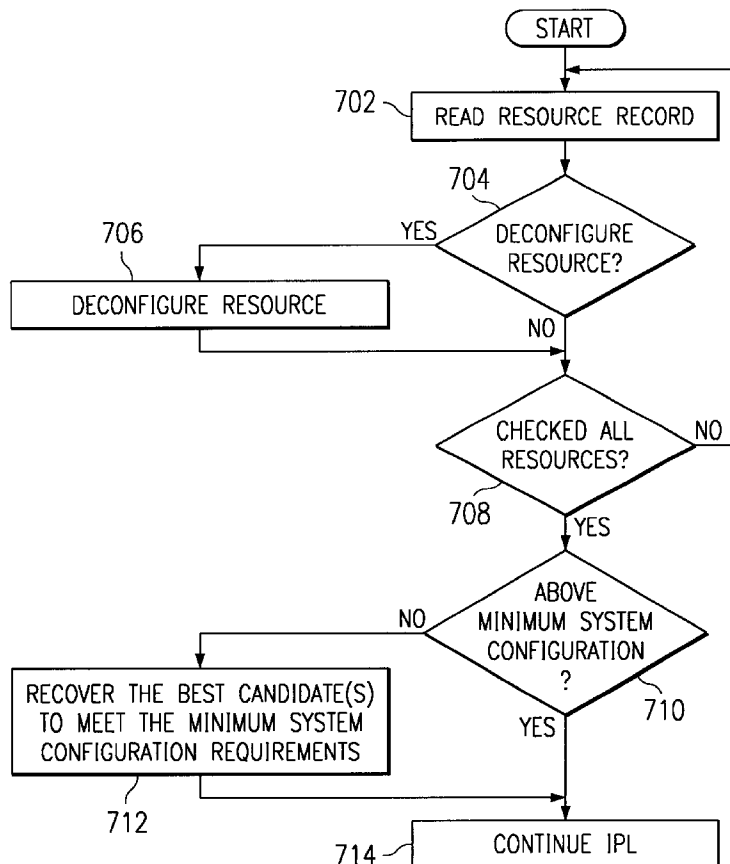 START
702
READ RESOURCE RECORD
704
YES
DECONFIGURE
RESOURCE?
706
DECONFIGURE RESOURCE
NO
CHECKED ALL
RESOURCES?
NO
708
YES
ABOVE
MINIMUM SYSTEM
CONFIGURATION
?
NO
710
YES
RECOVER THE BEST CANDIDATE(S)
TO MEET THE MINIMUM SYSTEM
CONFIGURATION REQUIREMENTS
712
714
CONTINUE IPL